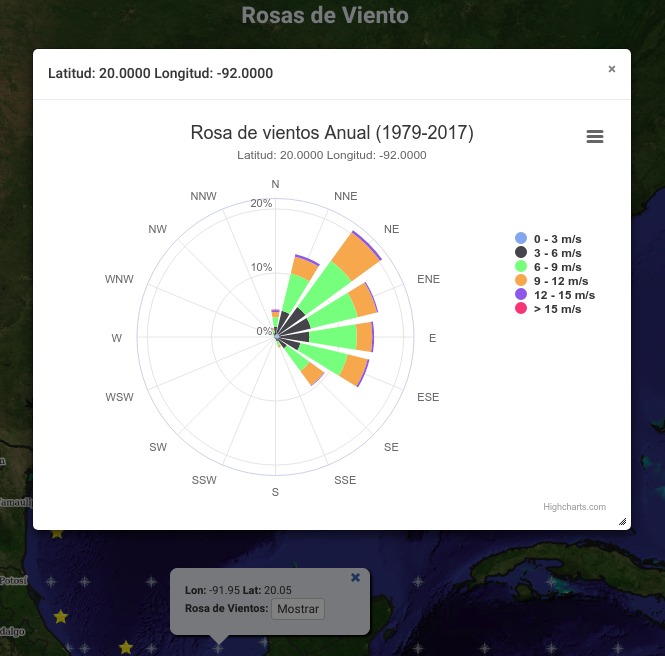 Rosas de Viento
Latitud: 20.0000 Longitud: -92.0000
×
Rosa de vientos Anual (1979-2017)
Latitud: 20.0000 Longitud: -92.0000
N
NNW
NNE
20%
NW
NE
10%
WNW
ENE
0%
W
E
WSW
ESE
SW
SE
SSW
SSE
S
0 - 3 m/s
3 - 6 m/s
6 - 9 m/s
9 - 12 m/s
12 - 15 m/s
> 15 m/s
Highcharts.com
Potosí
Lon: -91.95 Lat: 20.05
Rosa de Vientos: Mostrar